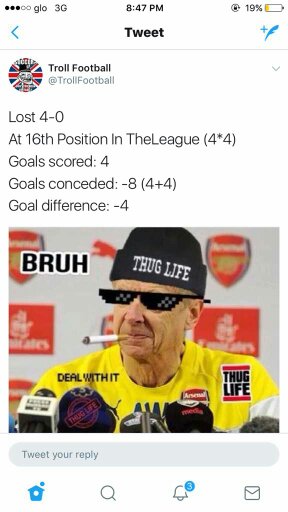 glo 3G 8:47 PM 19%
Tweet
Troll Football
@TrollFootball
Lost 4-0
At 16th Position In TheLeague (4*4)
Goals scored: 4
Goals conceded: -8 (4+4)
Goal difference: -4
BRUH
THUG LIFE
Arsenal
Emirates
DEAL WITH IT
THUG
LIFE
THUG LIFE
Arsenal
media
Tweet your reply
3